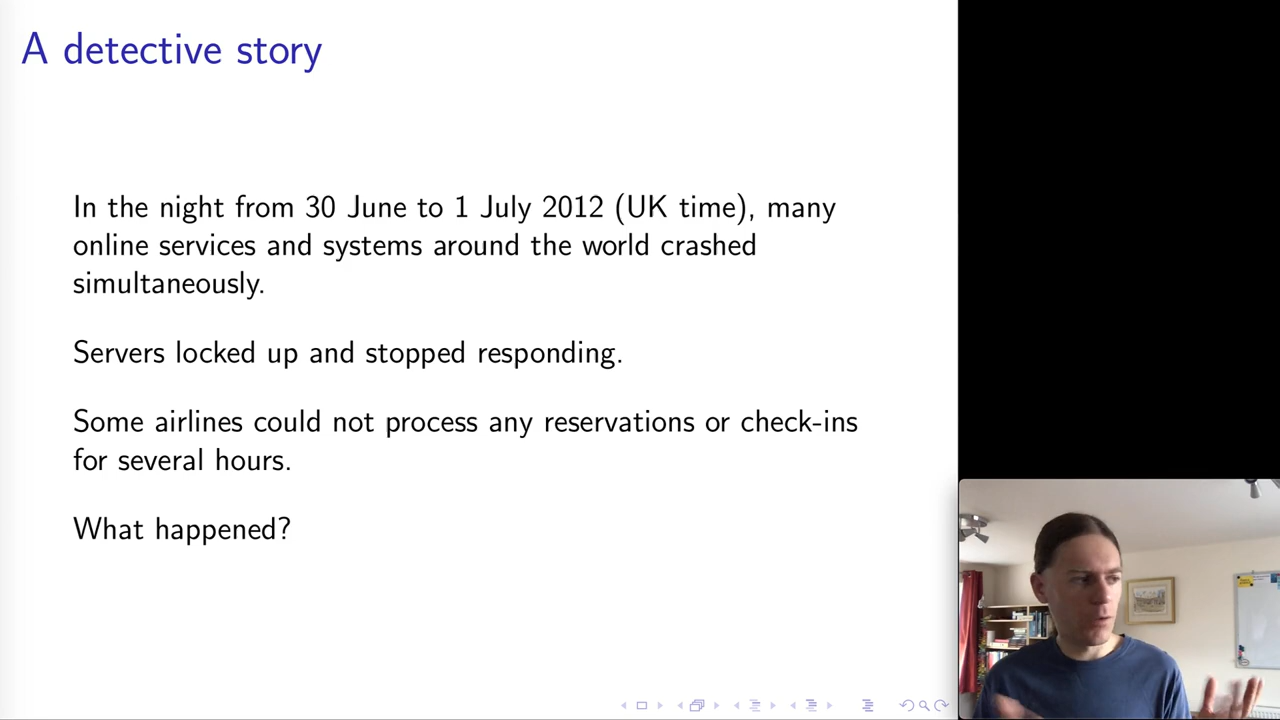 A detective story
In the night from 30 June to 1 July 2012 (UK time), many
online services and systems around the world crashed
simultaneously.
Servers locked up and stopped responding.
Some airlines could not process any reservations or check-ins
for several hours.
What happened?